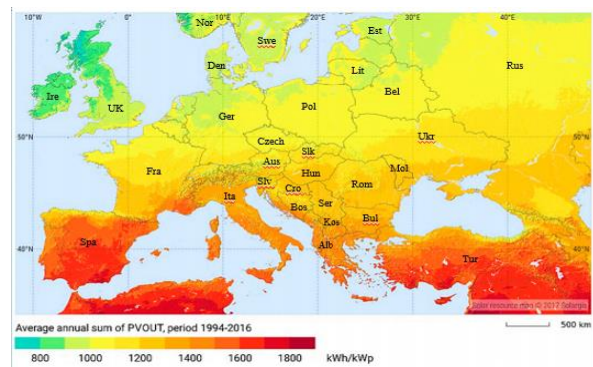 10°W 0° 10°E 20°E 30°E 40°E
Nor
Swe
Est
Den
Lit
Rus
Ire
UK
Ger
Pol
Bel
50°N 50°N
Czech
Ukr
Slk
Aus
Fra
Slv
Hun
Mol
Cro
Rom
Ita
Bos
Ser
Spa
Kos
Bul
40°N 40°N
Alb
Tur
Solar resource map © 2017 Solargis
Average annual sum of PVOUT, period 1994-2016
500 km
800 1000 1200 1400 1600 1800 kWh/kWp